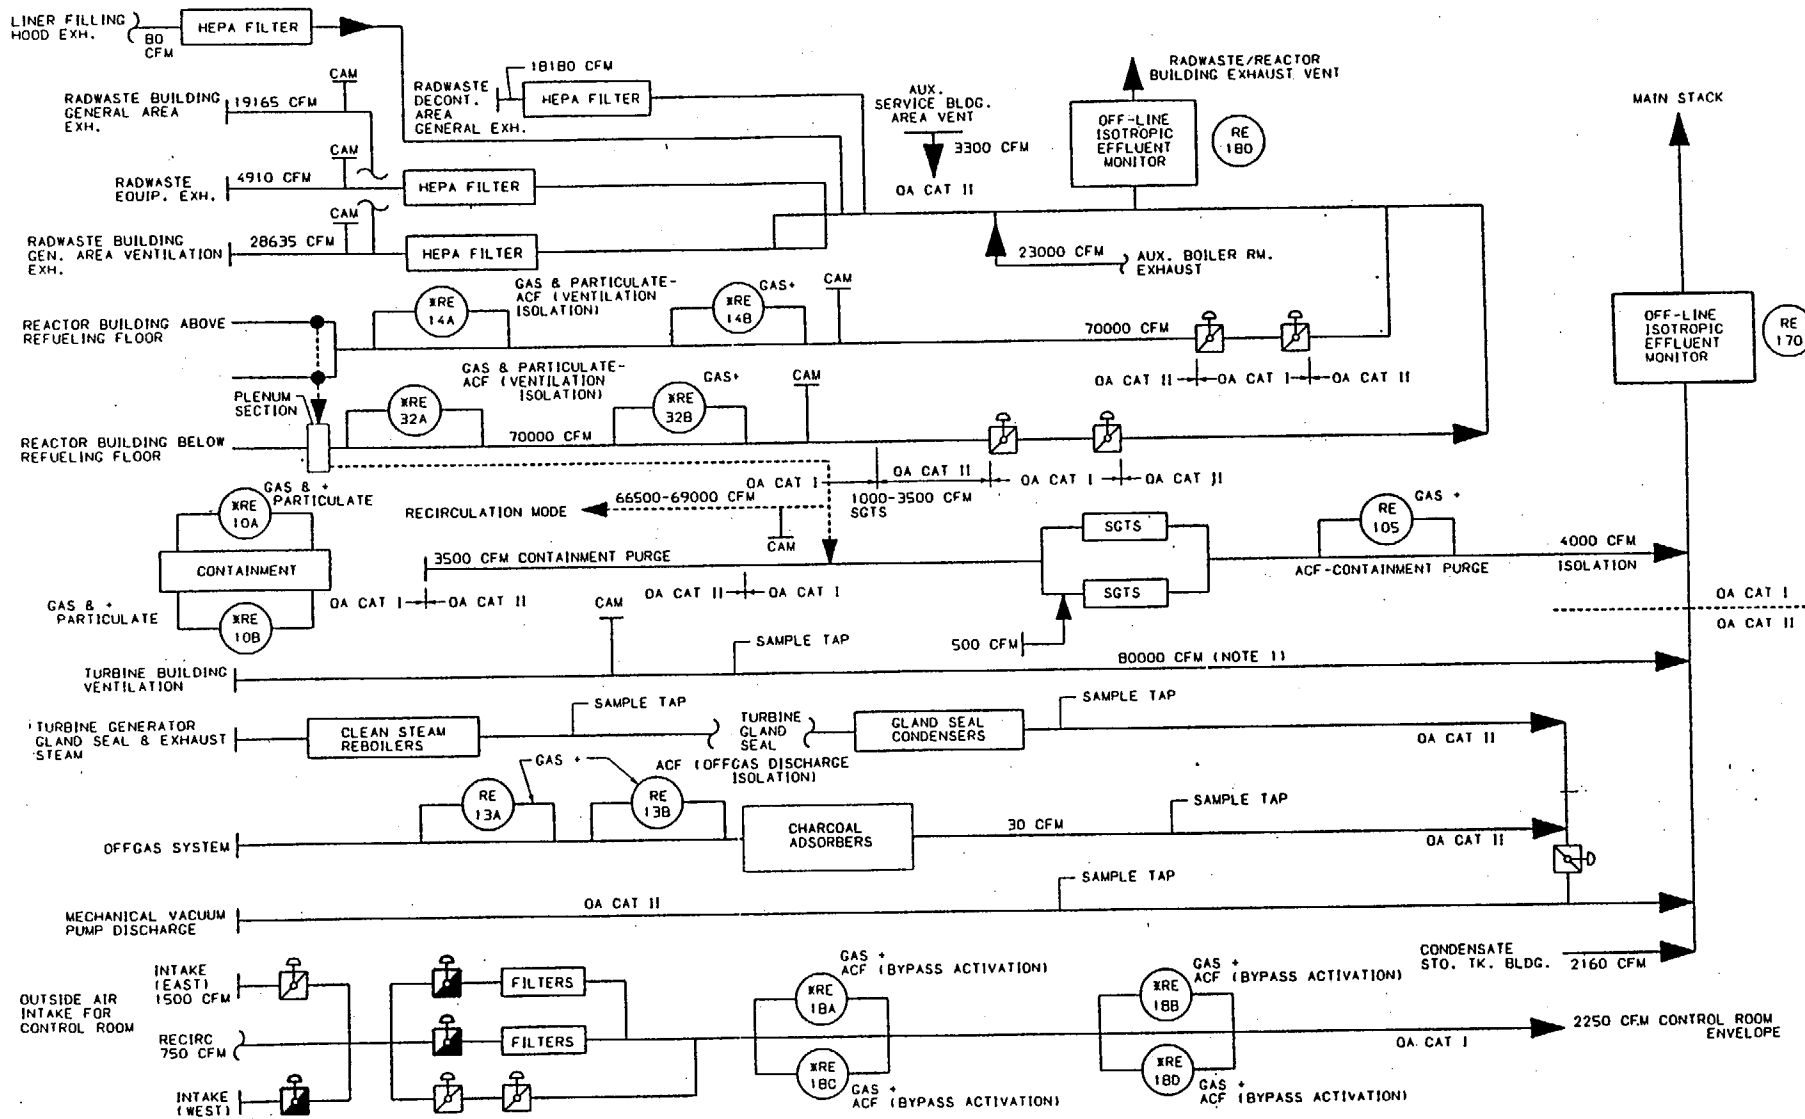 LINER FILLING
HOOD EXH.
80
CFM
HEPA FILTER
RADWASTE BUILDING
GENERAL AREA
EXH.
19165 CFM
CAM
RADWASTE
DECONT.
AREA
GENERAL EXH.
18180 CFM
HEPA FILTER
AUX.
SERVICE BLDG.
AREA VENT
3300 CFM
QA CAT II
RADWASTE/REACTOR
BUILDING EXHAUST VENT
OFF-LINE
ISOTROPIC
EFFLUENT
MONITOR
RE
180
MAIN STACK
RADWASTE
EQUIP. EXH.
4910 CFM
CAM
HEPA FILTER
RADWASTE BUILDING
GEN. AREA VENTILATION
EXH.
28635 CFM
CAM
HEPA FILTER
23000 CFM
AUX. BOILER RM.
EXHAUST
REACTOR BUILDING ABOVE
REFUELING FLOOR
*RE
14A
GAS & PARTICULATE-
ACF (VENTILATION
ISOLATION)
*RE
14B
GAS+
CAM
70000 CFM
QA CAT II
QA CAT I
QA CAT II
OFF-LINE
ISOTROPIC
EFFLUENT
MONITOR
RE
170
PLENUM
SECTION
REACTOR BUILDING BELOW
REFUELING FLOOR
*RE
32A
GAS & PARTICULATE-
ACF (VENTILATION
ISOLATION)
70000 CFM
*RE
32B
GAS+
CAM
QA CAT I
QA CAT II
QA CAT I
QA CAT II
66500-69000 CFM
1000-3500 CFM
SGTS
RECIRCULATION MODE
CAM
GAS & +
PARTICULATE
*RE
10A
CONTAINMENT
*RE
10B
GAS & +
PARTICULATE
3500 CFM CONTAINMENT PURGE
QA CAT I
QA CAT II
QA CAT II
QA CAT I
SGTS
SGTS
500 CFM
RE
105
GAS +
ACF-CONTAINMENT PURGE
4000 CFM
ISOLATION
QA CAT I
QA CAT II
TURBINE BUILDING
VENTILATION
CAM
SAMPLE TAP
80000 CFM (NOTE 1)
TURBINE GENERATOR
GLAND SEAL & EXHAUST
STEAM
CLEAN STEAM
REBOILERS
SAMPLE TAP
TURBINE
GLAND
SEAL
GLAND SEAL
CONDENSERS
SAMPLE TAP
QA CAT II
OFFGAS SYSTEM
RE
13A
GAS +
RE
13B
ACF (OFFGAS DISCHARGE
ISOLATION)
CHARCOAL
ADSORBERS
30 CFM
SAMPLE TAP
QA CAT II
MECHANICAL VACUUM
PUMP DISCHARGE
QA CAT II
SAMPLE TAP
CONDENSATE
STO. TK. BLDG.
2160 CFM
OUTSIDE AIR
INTAKE FOR
CONTROL ROOM
INTAKE
(EAST)
1500 CFM
RECIRC
750 CFM
INTAKE
(WEST)
FILTERS
FILTERS
*RE
18A
GAS +
ACF (BYPASS ACTIVATION)
*RE
18C
GAS +
ACF (BYPASS ACTIVATION)
*RE
18B
GAS +
ACF (BYPASS ACTIVATION)
*RE
18D
GAS +
ACF (BYPASS ACTIVATION)
QA CAT I
2250 CFM CONTROL ROOM
ENVELOPE